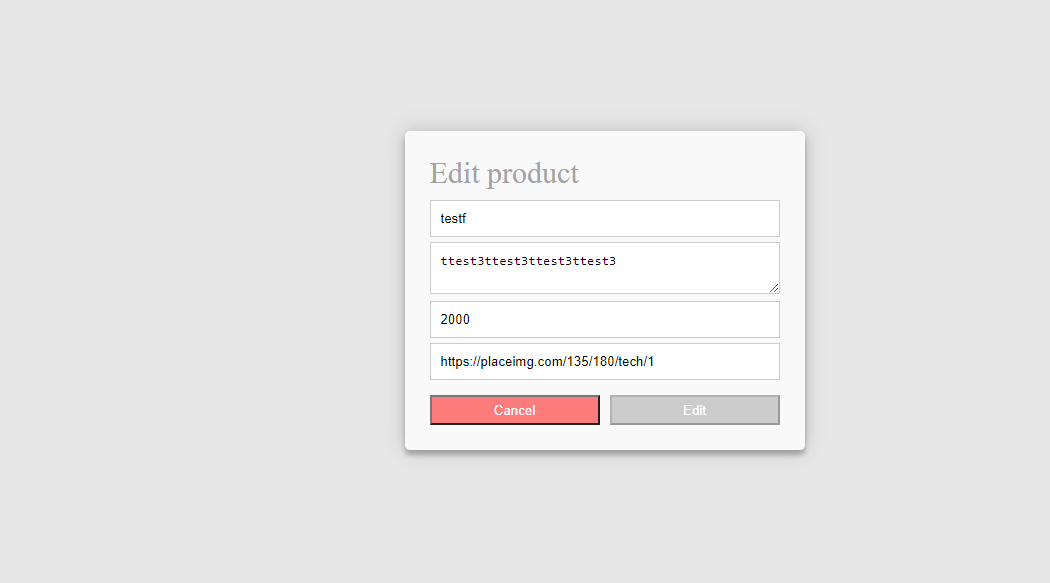 Edit product
testf
ttest3ttest3ttest3ttest3
2000
https://placeimg.com/135/180/tech/1
Cancel
Edit